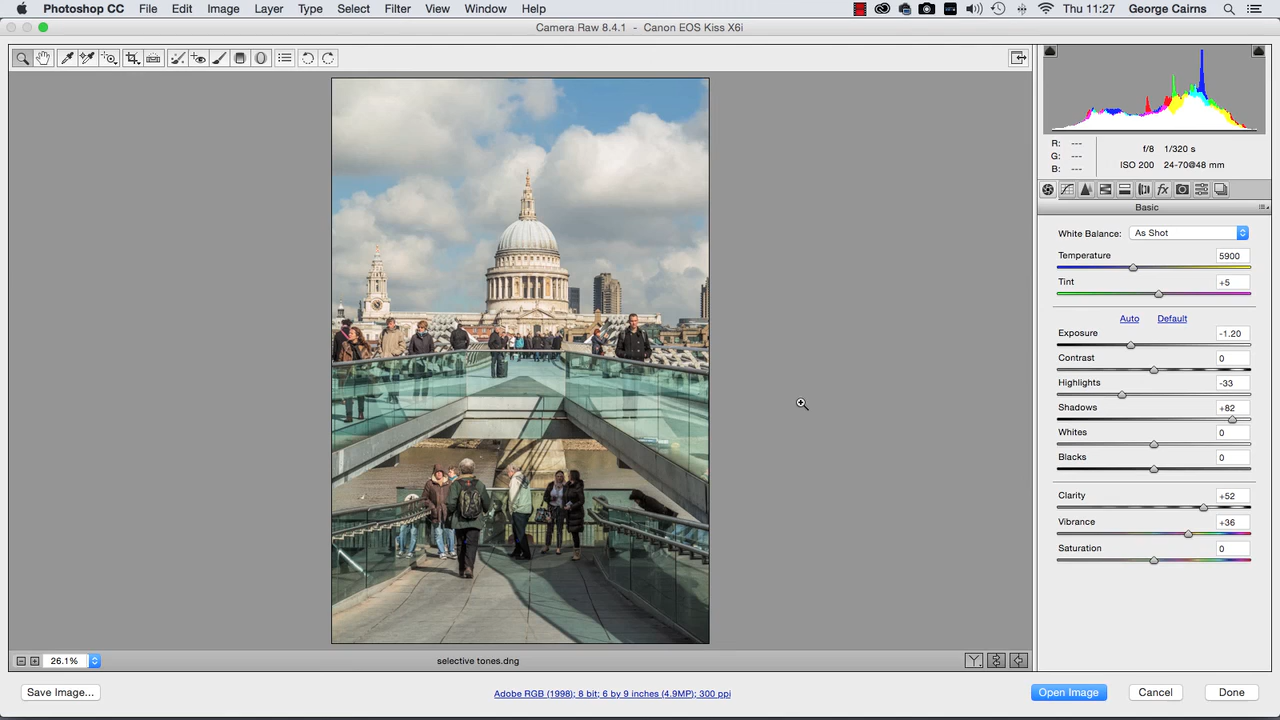 Photoshop CC File Edit Image Layer Type Select Filter View Window Help Thu 11:27 George Cairns
Camera Raw 8.4.1 - Canon EOS Kiss X6i
R: ---
G: ---
B: ---
f/8 1/320 s
ISO 200 24-70@48 mm
fx
Basic
White Balance: As Shot
Temperature 5900
Tint +5
Auto Default
Exposure -1.20
Contrast 0
Highlights -33
Shadows +82
Whites 0
Blacks 0
Clarity +52
Vibrance +36
Saturation 0
26.1% selective tones.dng Y
Save Image... Adobe RGB (1998); 8 bit; 6 by 9 inches (4.9MP); 300 ppi Open Image Cancel Done